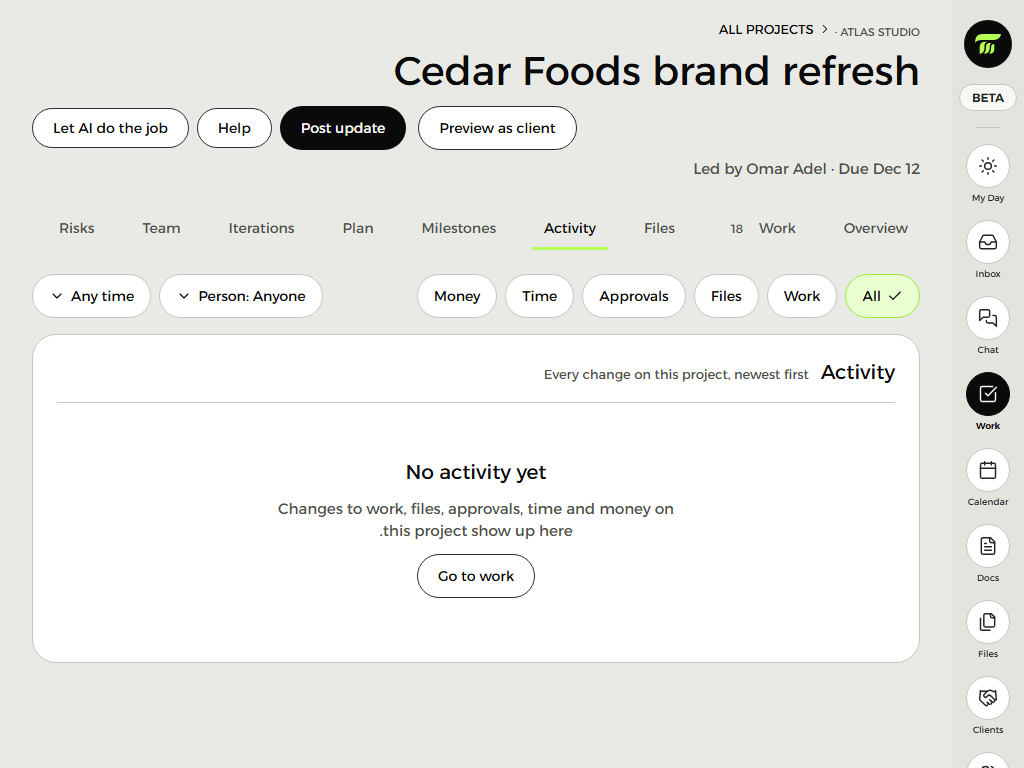 ALL PROJECTS > · ATLAS STUDIO
Cedar Foods brand refresh
Let AI do the job
Help
Post update
Preview as client
Led by Omar Adel · Due Dec 12
Risks
Team
Iterations
Plan
Milestones
Activity
Files
18 Work
Overview
Any time
Person: Anyone
Money
Time
Approvals
Files
Work
All
Every change on this project, newest first
Activity
No activity yet
Changes to work, files, approvals, time and money on
.this project show up here
Go to work
BETA
My Day
Inbox
Chat
Work
Calendar
Docs
Files
Clients